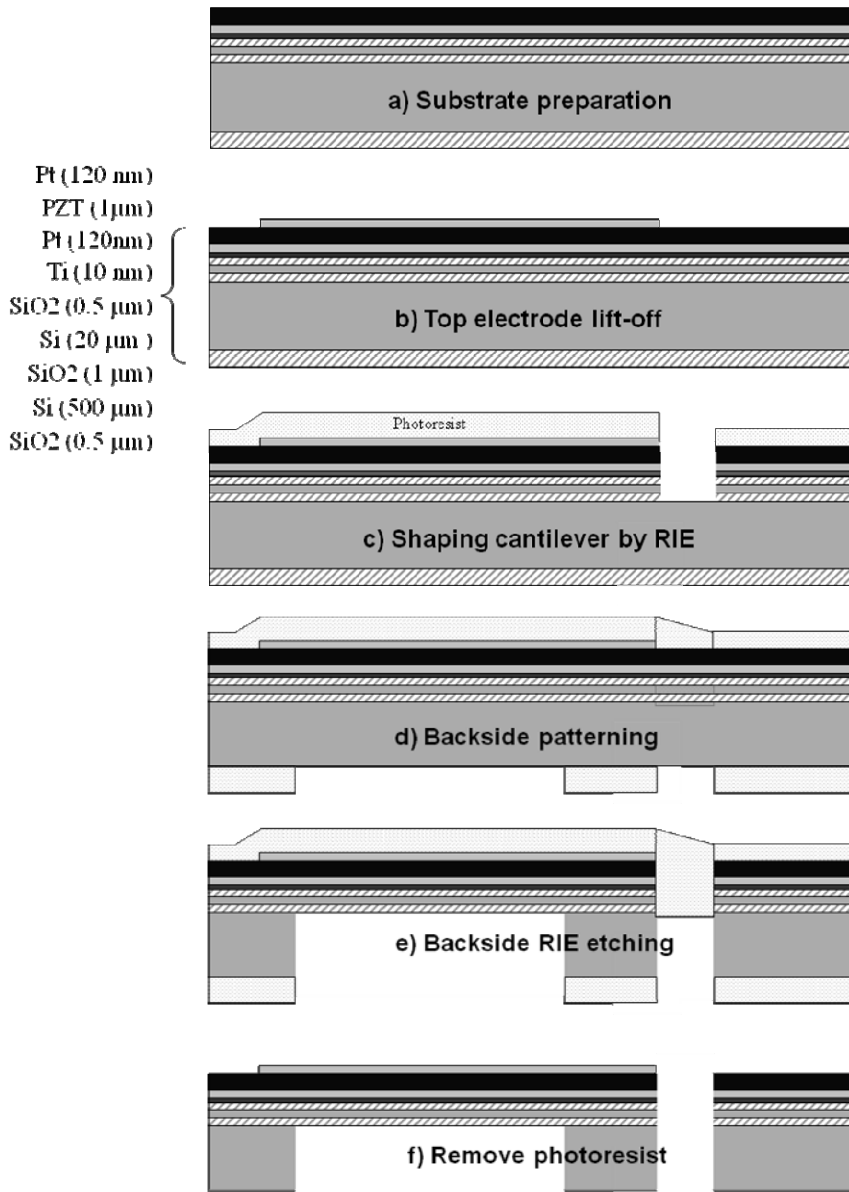 a) Substrate preparation
Pt (120 nm)
PZT (1µm)
Pt (120nm)
Ti (10 nm)
SiO2 (0.5 µm)
Si (20 µm )
SiO2 (1 µm)
Si (500 µm)
SiO2 (0.5 µm)
b) Top electrode lift-off
Photoresist
c) Shaping cantilever by RIE
d) Backside patterning
e) Backside RIE etching
f) Remove photoresist